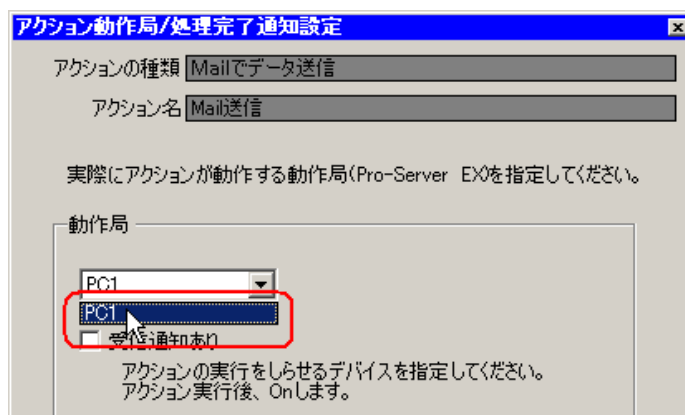 アクション動作局/処理完了通知設定
アクションの種類 Mailでデータ送信
アクション名 Mail送信
実際にアクションが動作する動作局(Pro-Server EX)を指定してください。
動作局
PC1
PC1
受信通知あり
アクションの実行をしらせるデバイスを指定してください。
アクション実行後、Onします。